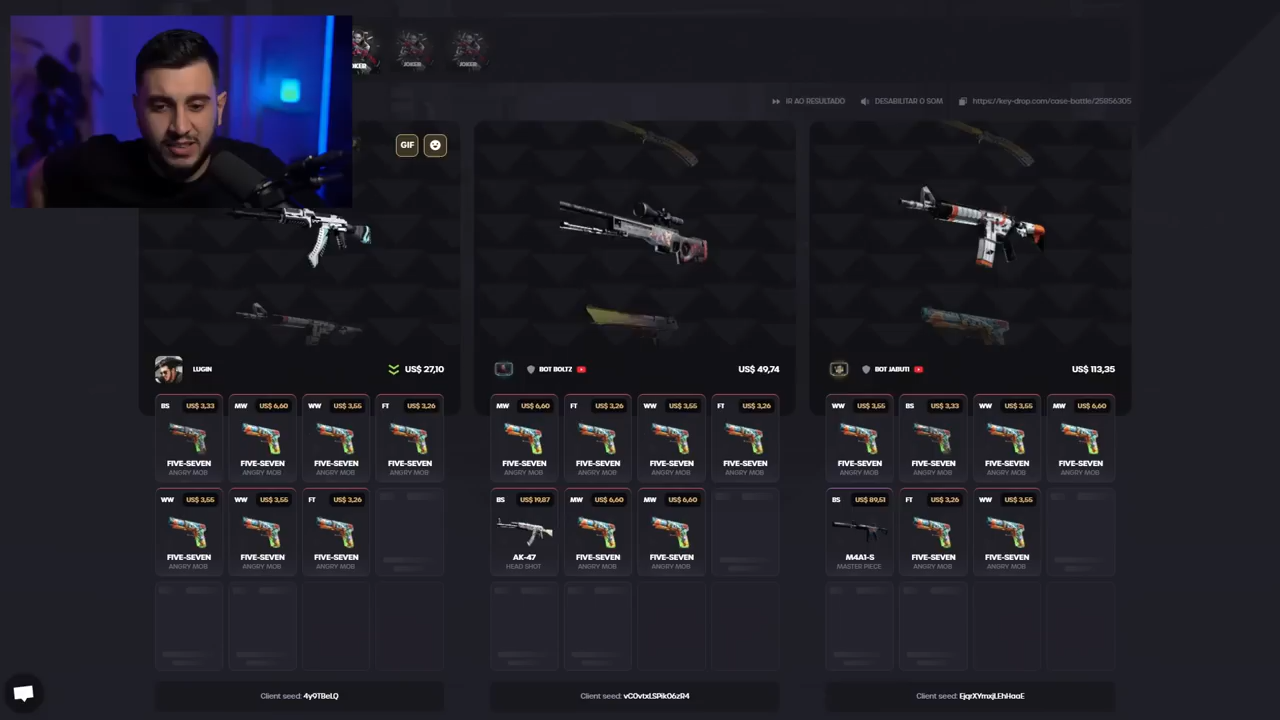 OKER
JOKER
JOKER
IR AO RESULTADO
DESABILITAR O SOM
https://key-drop.com/case-battle/25856305
GIF
LUGIN
US$ 27,10
BOT BOLTZ
US$ 49,74
BOT JABUTI
US$ 113,35
BS US$ 3,33 MW US$ 6,60 WW US$ 3,55 FT US$ 3,26
FIVE-SEVEN FIVE-SEVEN FIVE-SEVEN FIVE-SEVEN
ANGRY MOB ANGRY MOB ANGRY MOB ANGRY MOB
MW US$ 6,60 FT US$ 3,26 WW US$ 3,55 FT US$ 3,26
FIVE-SEVEN FIVE-SEVEN FIVE-SEVEN FIVE-SEVEN
ANGRY MOB ANGRY MOB ANGRY MOB ANGRY MOB
WW US$ 3,55 BS US$ 3,33 WW US$ 3,55 MW US$ 6,60
FIVE-SEVEN FIVE-SEVEN FIVE-SEVEN FIVE-SEVEN
ANGRY MOB ANGRY MOB ANGRY MOB ANGRY MOB
WW US$ 3,55 WW US$ 3,55 FT US$ 3,26
FIVE-SEVEN FIVE-SEVEN FIVE-SEVEN
ANGRY MOB ANGRY MOB ANGRY MOB
BS US$ 19,87 MW US$ 6,60 MW US$ 6,60
AK-47 FIVE-SEVEN FIVE-SEVEN
HEAD SHOT ANGRY MOB ANGRY MOB
BS US$ 89,51 FT US$ 3,26 WW US$ 3,55
M4A1-S FIVE-SEVEN FIVE-SEVEN
MASTER PIECE ANGRY MOB ANGRY MOB
Client seed: 4y9TBeLQ
Client seed: vC0vtxLSPik06zR4
Client seed: EjqrXYmxjLEhHaaE